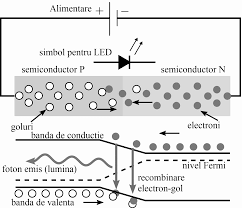 Alimentare + -
simbol pentru LED
semiconductor P semiconductor N
goluri electroni
banda de conductie
foton emis (lumina) nivel Fermi
recombinare
electron-gol
banda de valenta